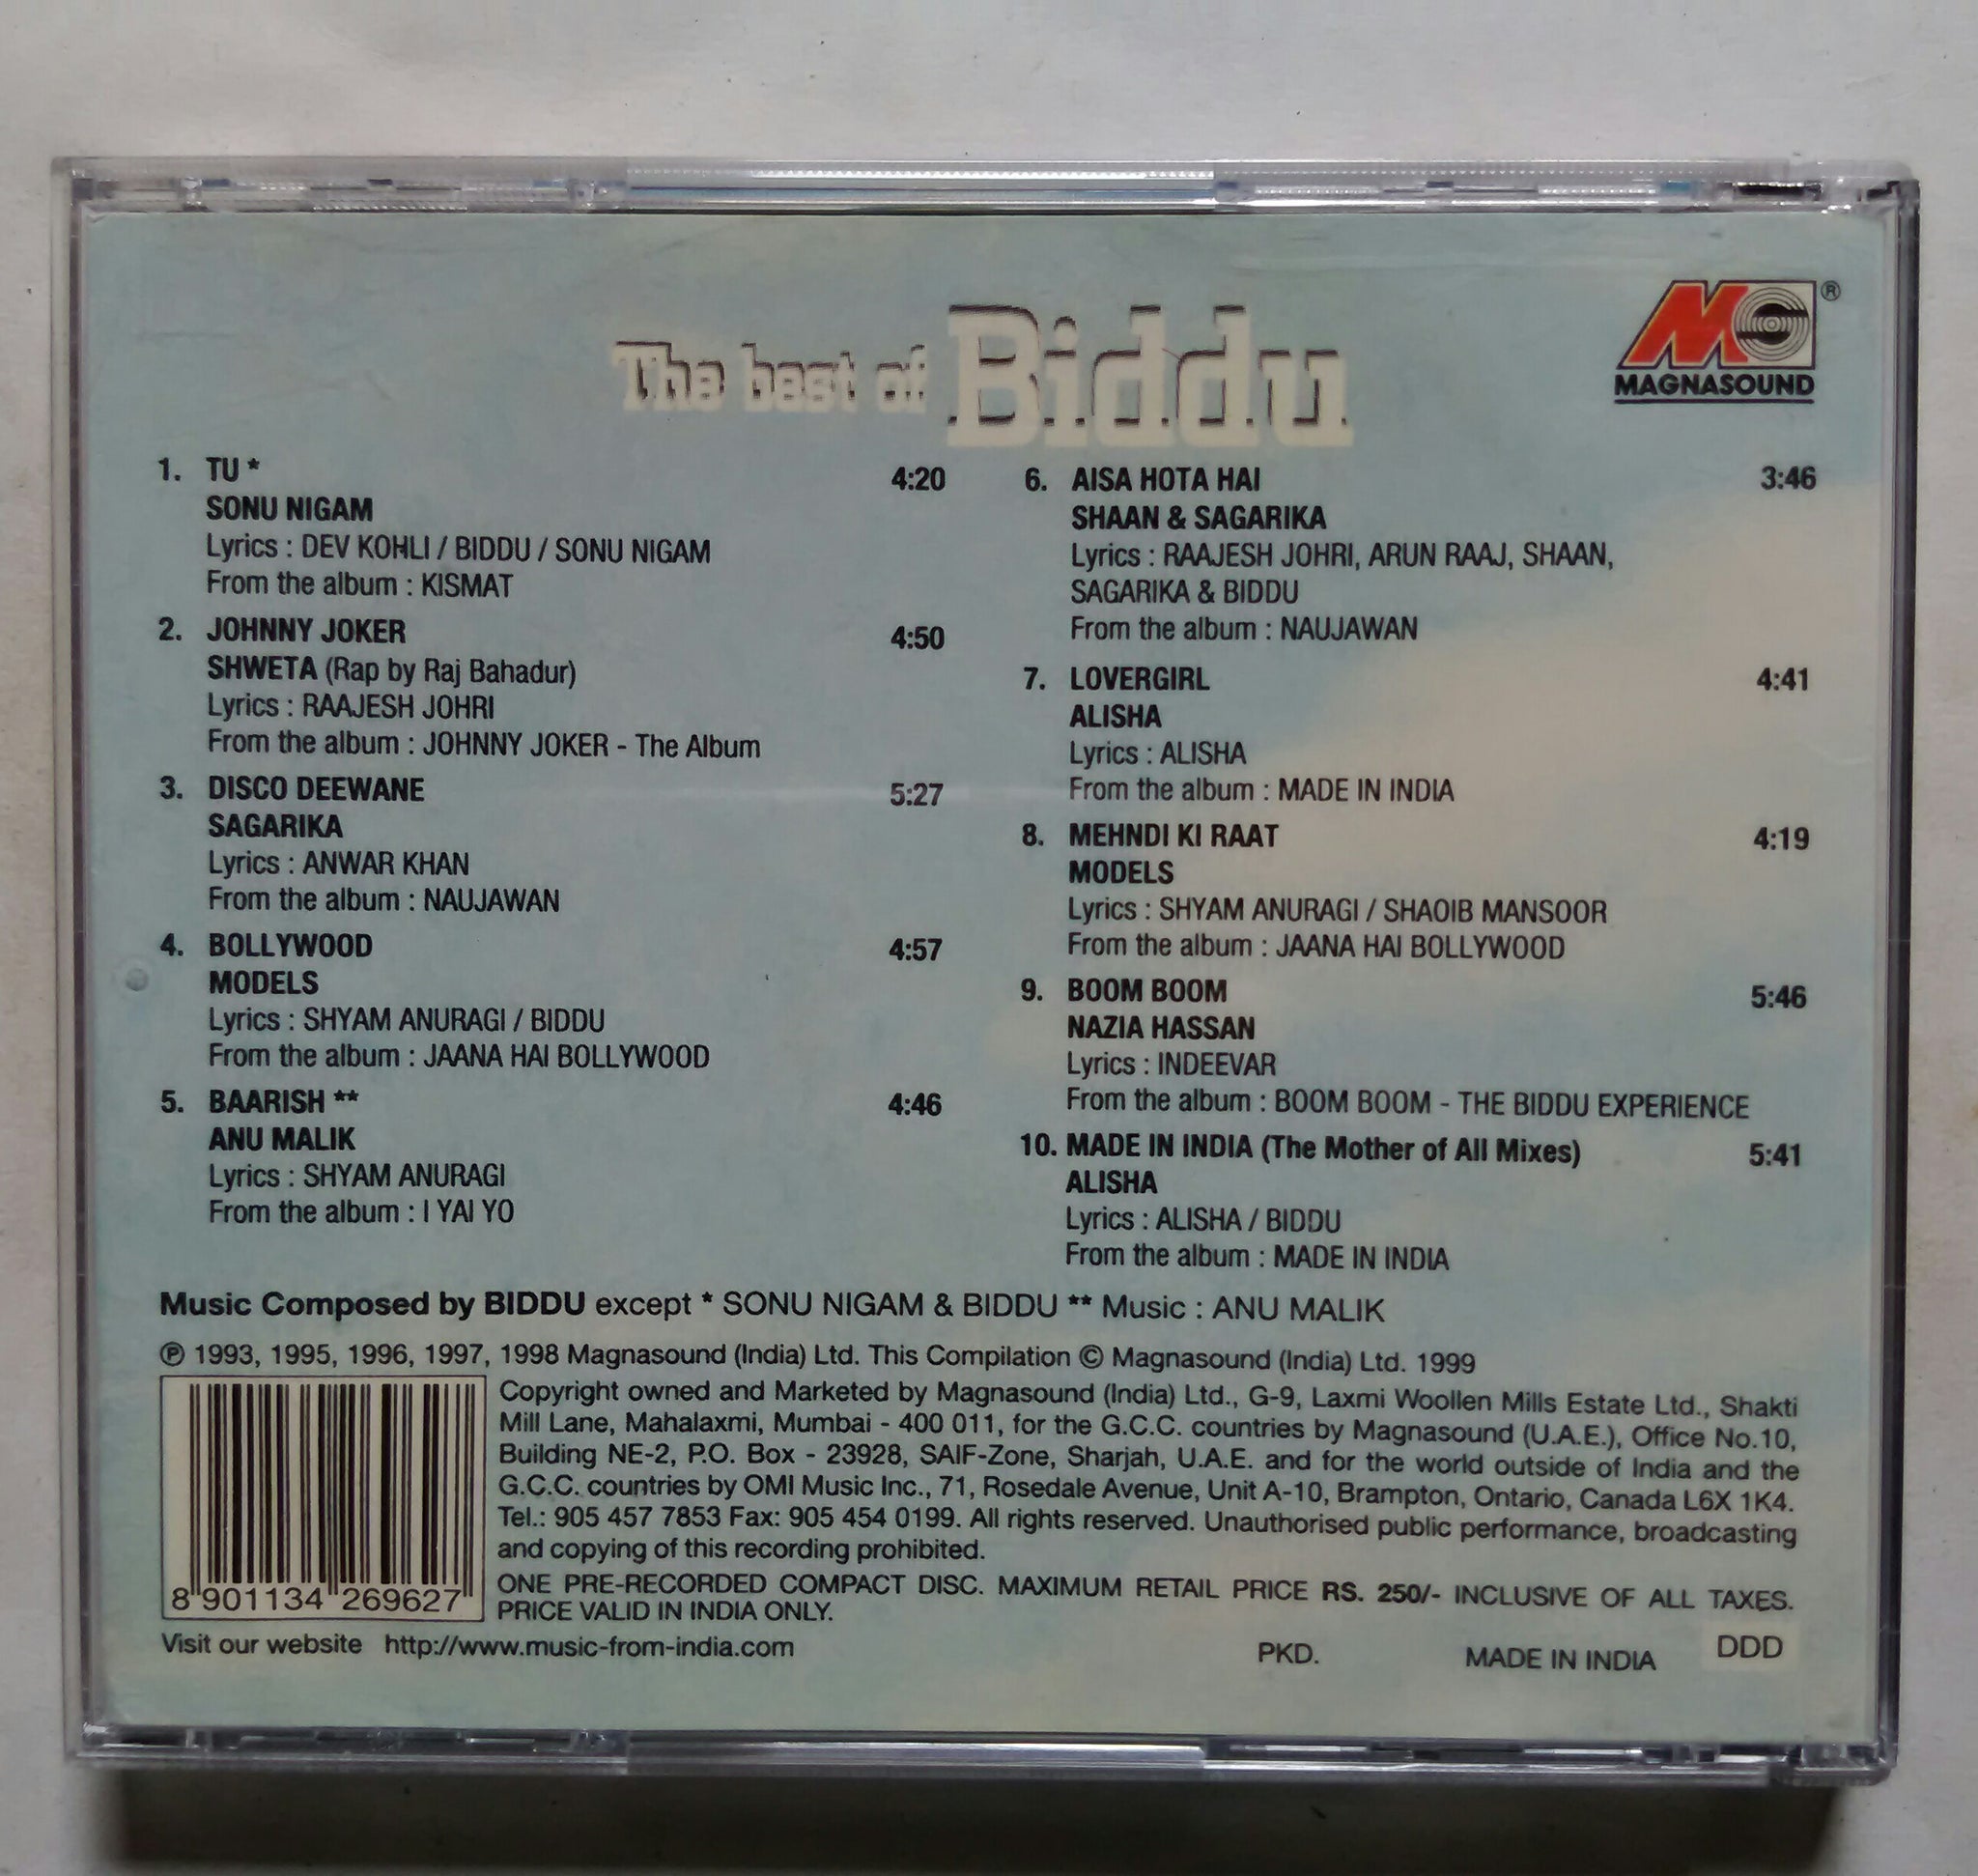 The best of Biddu
MG ®
MAGNASOUND
1. TU * 4:20
SONU NIGAM
Lyrics : DEV KOHLI / BIDDU / SONU NIGAM
From the album : KISMAT
2. JOHNNY JOKER 4:50
SHWETA (Rap by Raj Bahadur)
Lyrics : RAAJESH JOHRI
From the album : JOHNNY JOKER - The Album
3. DISCO DEEWANE 5:27
SAGARIKA
Lyrics : ANWAR KHAN
From the album : NAUJAWAN
4. BOLLYWOOD 4:57
MODELS
Lyrics : SHYAM ANURAGI / BIDDU
From the album : JAANA HAI BOLLYWOOD
5. BAARISH ** 4:46
ANU MALIK
Lyrics : SHYAM ANURAGI
From the album : I YAI YO
6. AISA HOTA HAI 3:46
SHAAN & SAGARIKA
Lyrics : RAAJESH JOHRI, ARUN RAAJ, SHAAN,
SAGARIKA & BIDDU
From the album : NAUJAWAN
7. LOVERGIRL 4:41
ALISHA
Lyrics : ALISHA
From the album : MADE IN INDIA
8. MEHNDI KI RAAT 4:19
MODELS
Lyrics : SHYAM ANURAGI / SHAOIB MANSOOR
From the album : JAANA HAI BOLLYWOOD
9. BOOM BOOM 5:46
NAZIA HASSAN
Lyrics : INDEEVAR
From the album : BOOM BOOM - THE BIDDU EXPERIENCE
10. MADE IN INDIA (The Mother of All Mixes) 5:41
ALISHA
Lyrics : ALISHA / BIDDU
From the album : MADE IN INDIA
Music Composed by BIDDU except * SONU NIGAM & BIDDU ** Music : ANU MALIK
℗ 1993, 1995, 1996, 1997, 1998 Magnasound (India) Ltd. This Compilation © Magnasound (India) Ltd. 1999
Copyright owned and Marketed by Magnasound (India) Ltd., G-9, Laxmi Woollen Mills Estate Ltd., Shakti
Mill Lane, Mahalaxmi, Mumbai - 400 011, for the G.C.C. countries by Magnasound (U.A.E.), Office No.10,
Building NE-2, P.O. Box - 23928, SAIF-Zone, Sharjah, U.A.E. and for the world outside of India and the
G.C.C. countries by OMI Music Inc., 71, Rosedale Avenue, Unit A-10, Brampton, Ontario, Canada L6X 1K4.
Tel.: 905 457 7853 Fax: 905 454 0199. All rights reserved. Unauthorised public performance, broadcasting
and copying of this recording prohibited.
ONE PRE-RECORDED COMPACT DISC. MAXIMUM RETAIL PRICE RS. 250/- INCLUSIVE OF ALL TAXES.
PRICE VALID IN INDIA ONLY.
8 901134 269627
Visit our website http://www.music-from-india.com PKD. MADE IN INDIA DDD